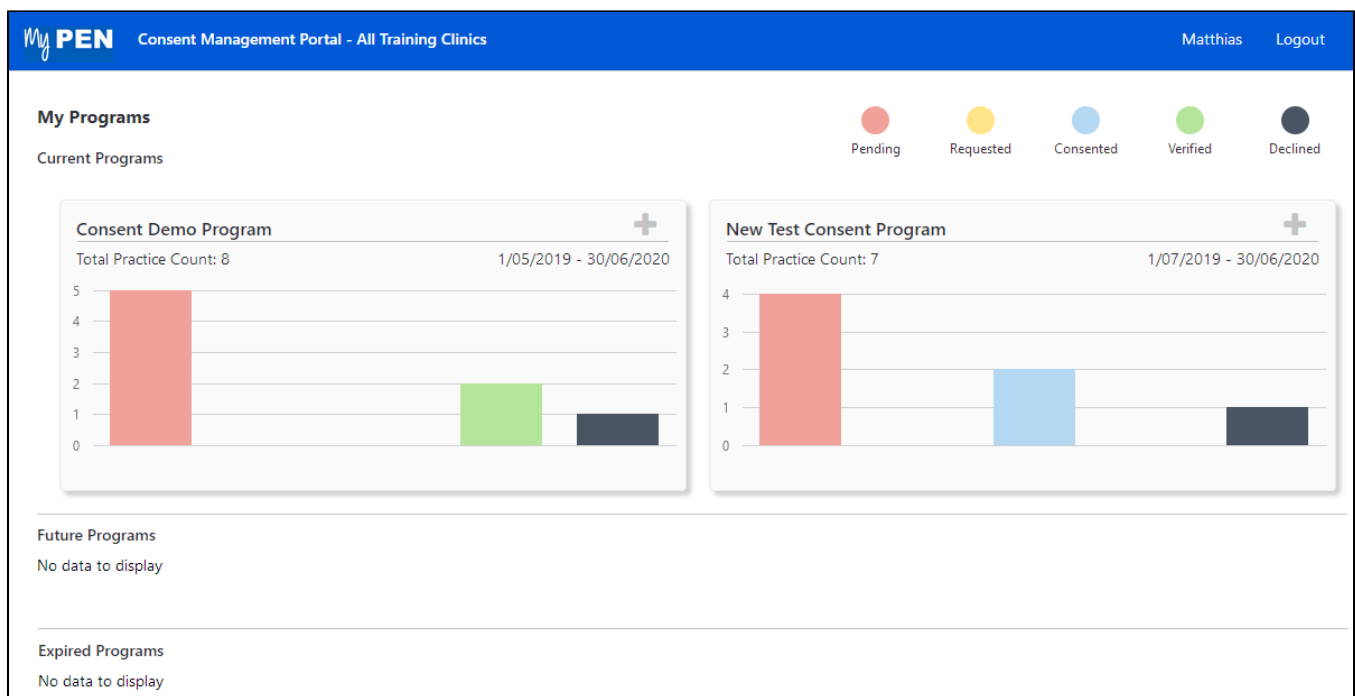 My PEN Consent Management Portal - All Training Clinics Matthias Logout
My Programs
Pending Requested Consented Verified Declined
Current Programs
Consent Demo Program
Total Practice Count: 8 1/05/2019 - 30/06/2020
5
4
3
2
1
0
New Test Consent Program
Total Practice Count: 7 1/07/2019 - 30/06/2020
4
3
2
1
0
Future Programs
No data to display
Expired Programs
No data to display